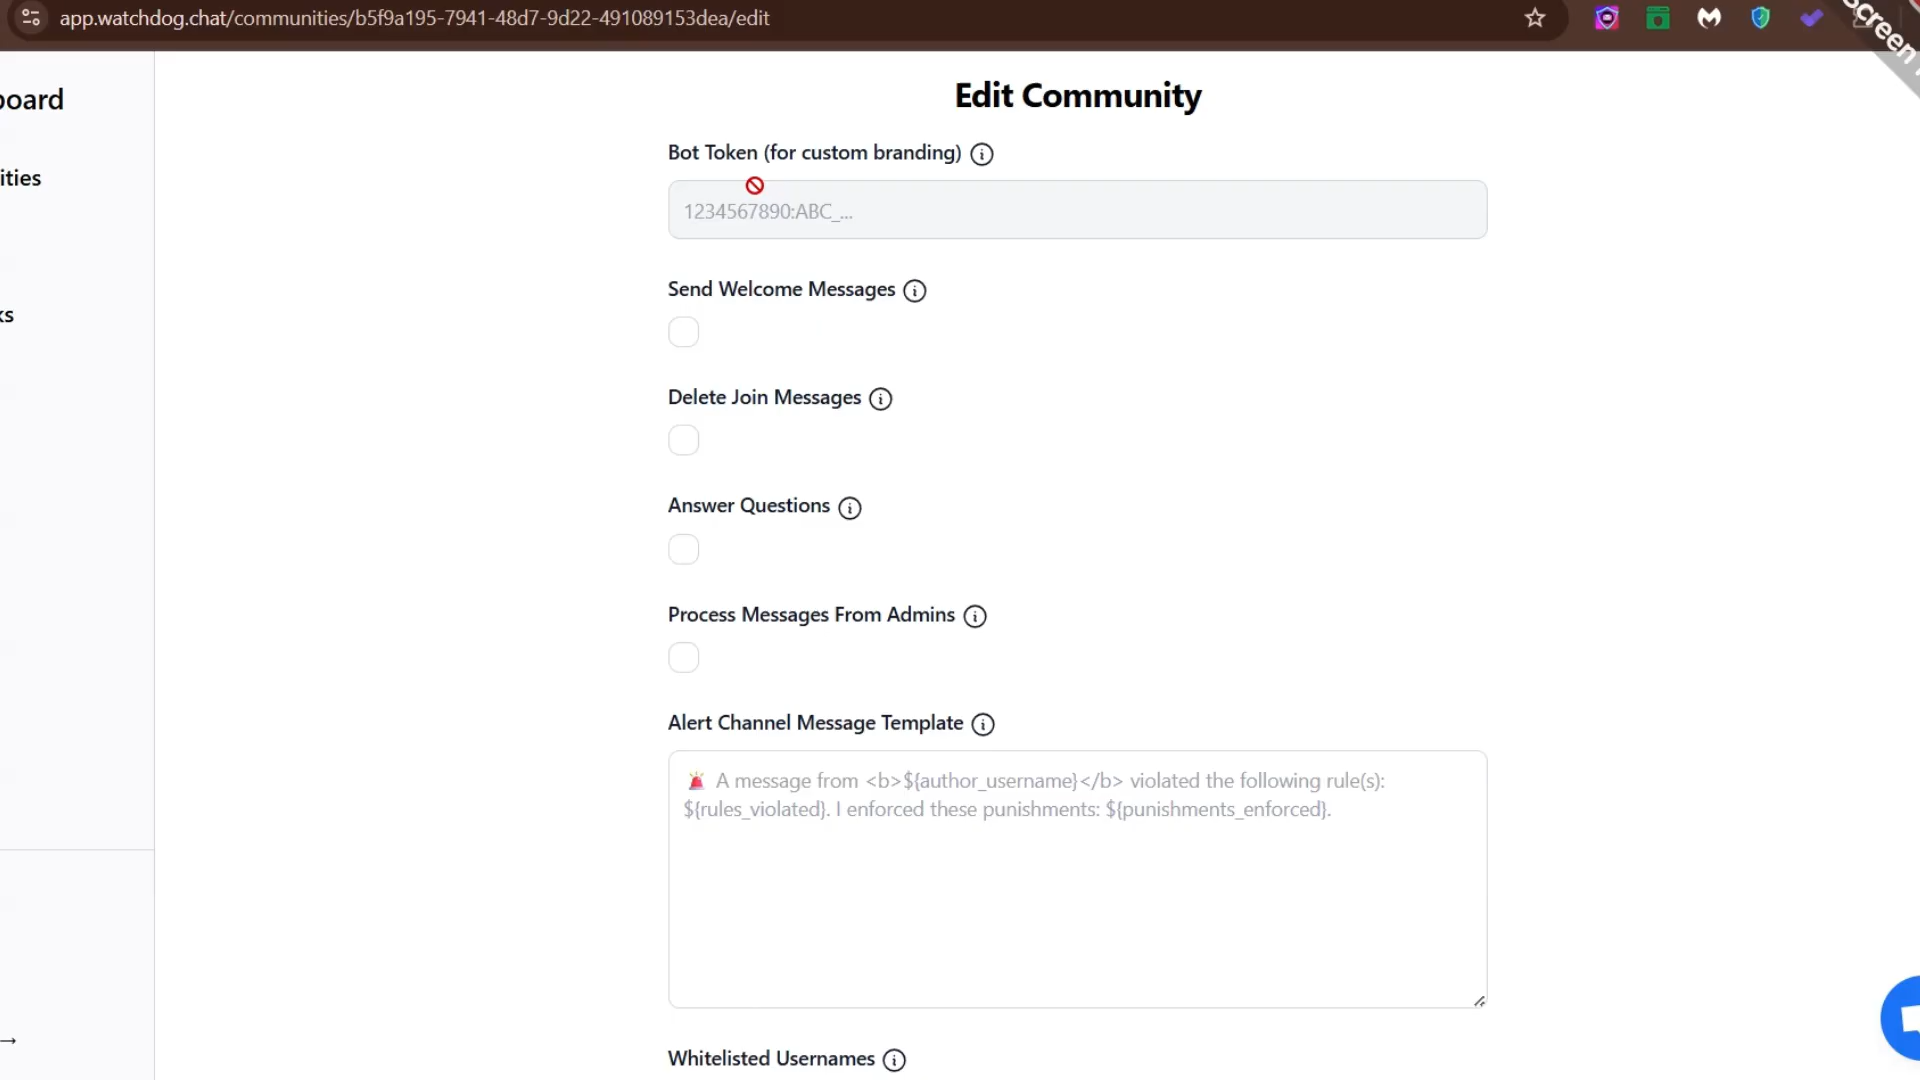 app.watchdog.chat/communities/b5f9a195-7941-48d7-9d22-491089153dea/edit
Screen
board
Edit Community
Bot Token (for custom branding)
ities
1234567890:ABC_...
Send Welcome Messages
ks
Delete Join Messages
Answer Questions
Process Messages From Admins
Alert Channel Message Template
🚨 A message from <b>${author_username}</b> violated the following rule(s):
${rules_violated}. I enforced these punishments: ${punishments_enforced}.
→
Whitelisted Usernames